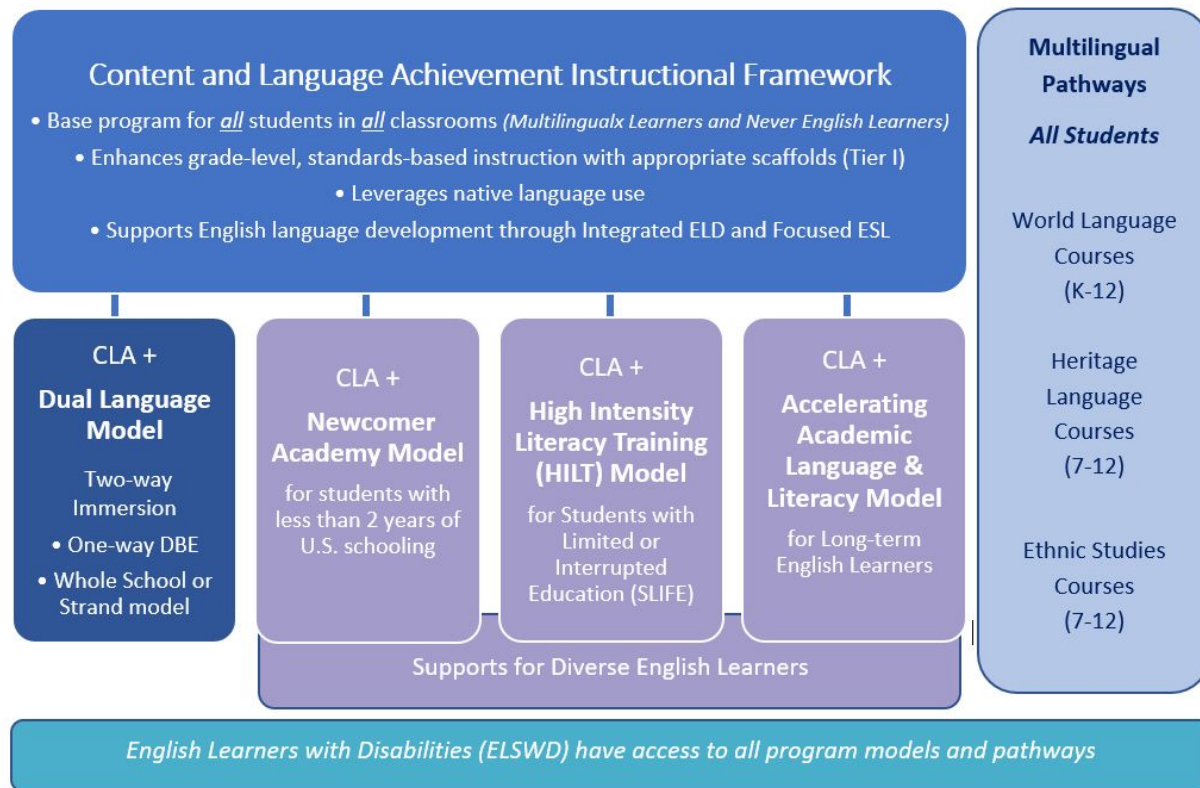 Content and Language Achievement Instructional Framework
• Base program for all students in all classrooms (Multilingualx Learners and Never English Learners)
• Enhances grade-level, standards-based instruction with appropriate scaffolds (Tier I)
• Leverages native language use
• Supports English language development through Integrated ELD and Focused ESL
CLA +
Dual Language
Model
Two-way
Immersion
• One-way DBE
• Whole School or
Strand model
CLA +
Newcomer
Academy Model
for students with
less than 2 years of
U.S. schooling
CLA +
High Intensity
Literacy Training
(HILT) Model
for Students with
Limited or
Interrupted
Education (SLIFE)
CLA +
Accelerating
Academic
Language &
Literacy Model
for Long-term
English Learners
Supports for Diverse English Learners
Multilingual
Pathways
All Students
World Language
Courses
(K-12)
Heritage
Language
Courses
(7-12)
Ethnic Studies
Courses
(7-12)
English Learners with Disabilities (ELSWD) have access to all program models and pathways